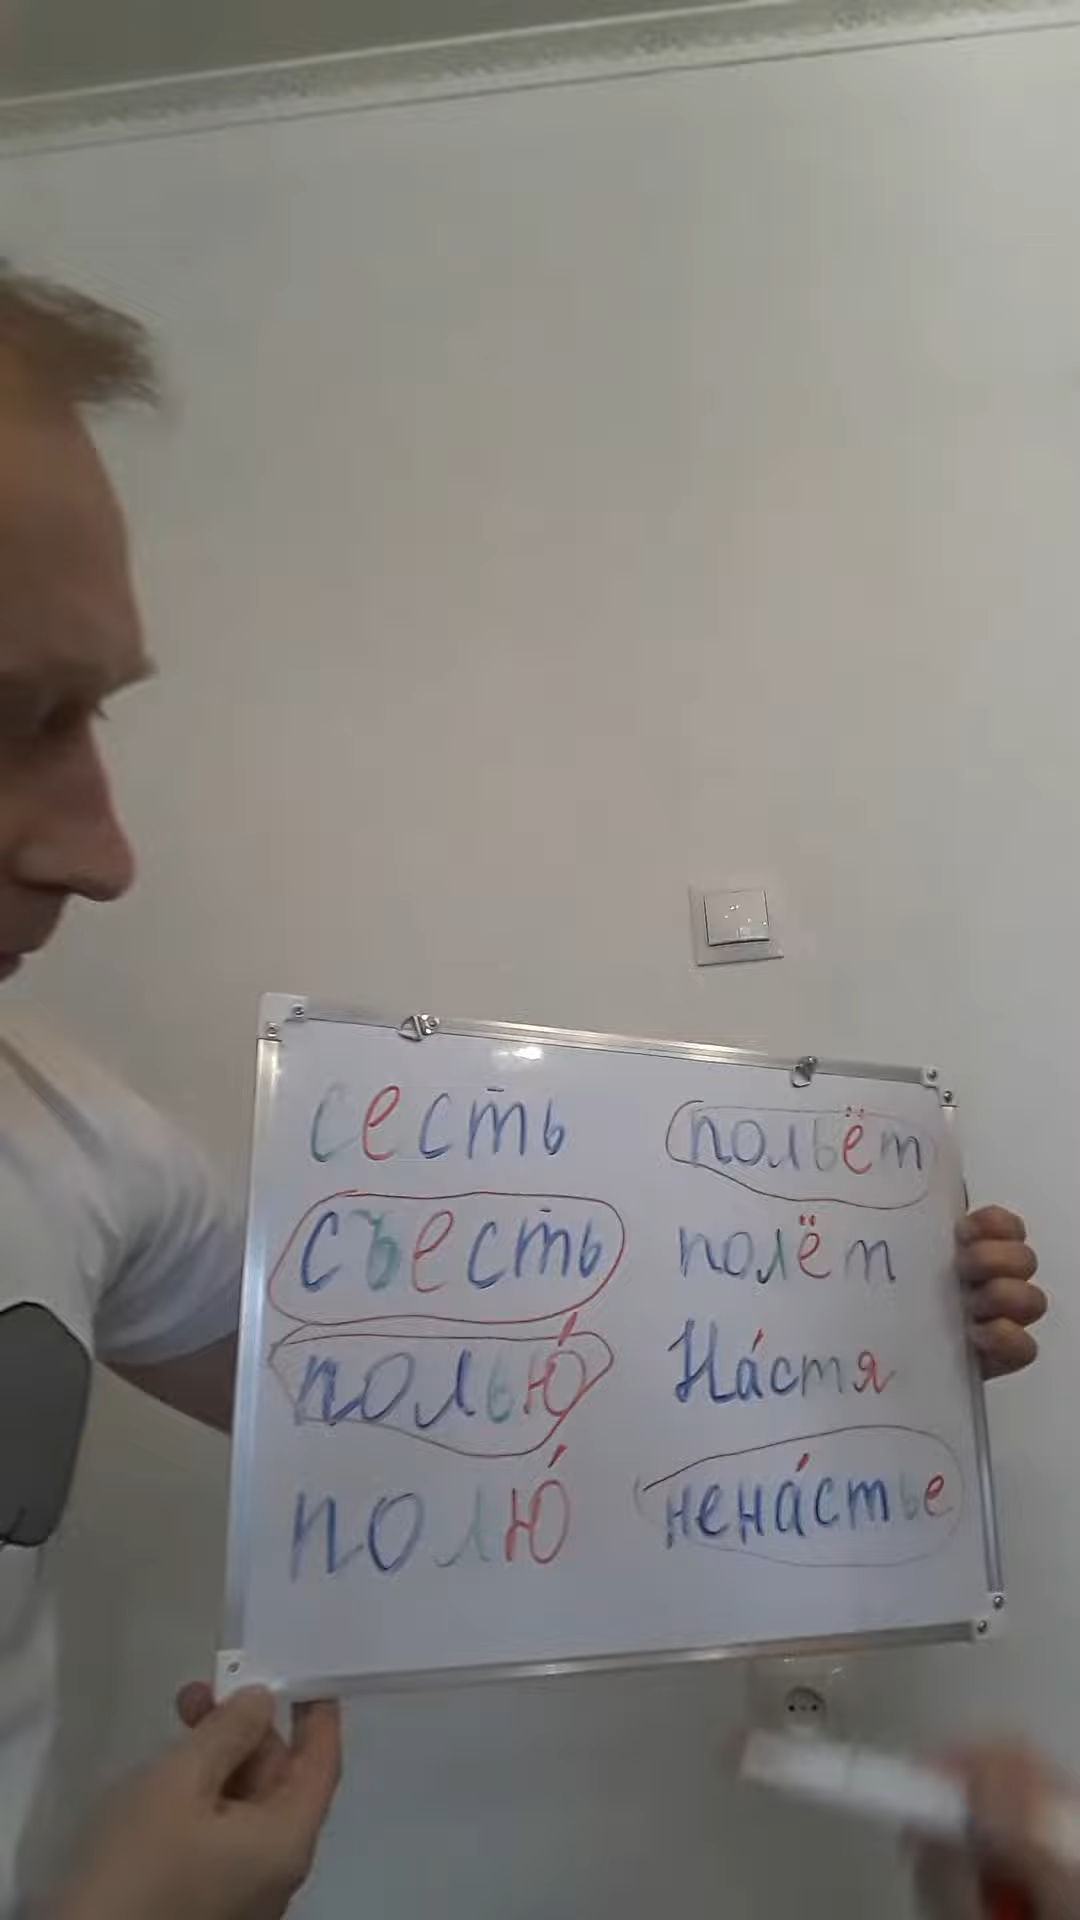 сесть
съесть
полью́
полю́
польёт
полёт
На́стя
нена́стье